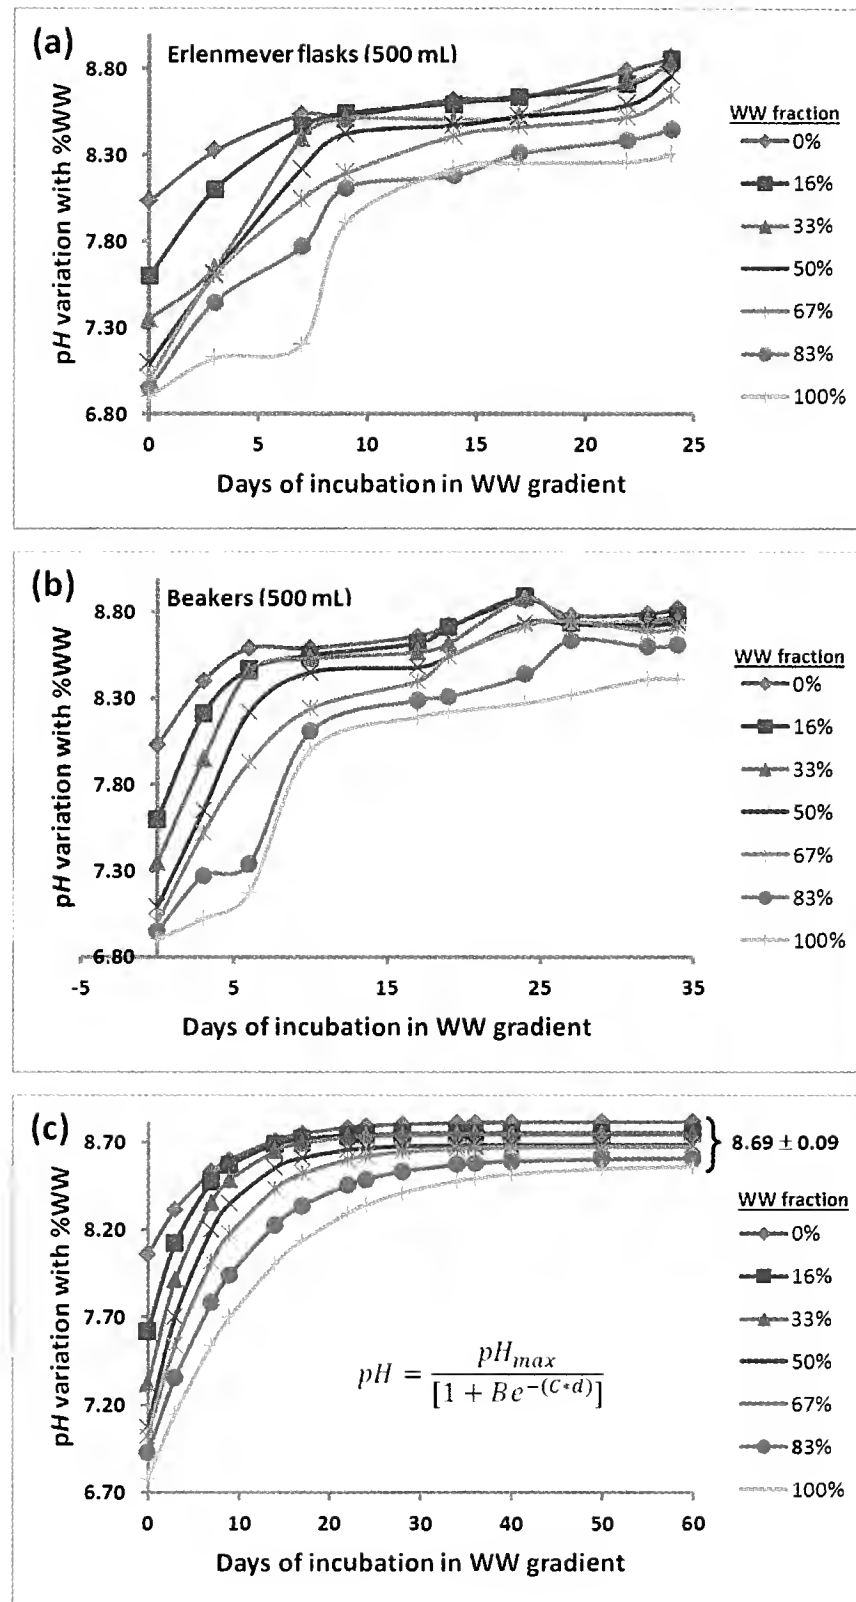 (a)
Erlenmeyer flasks (500 mL)
pH variation with %WW
8.80
8.30
7.80
7.30
6.80
0 5 10 15 20 25
Days of incubation in WW gradient
WW fraction
0%
16%
33%
50%
67%
83%
100%
(b)
Beakers (500 mL)
pH variation with %WW
8.80
8.30
7.80
7.30
6.80
-5 5 15 25 35
Days of incubation in WW gradient
WW fraction
0%
16%
33%
50%
67%
83%
100%
(c)
pH variation with %WW
8.70
8.20
7.70
7.20
6.70
0 10 20 30 40 50 60
Days of incubation in WW gradient
8.69 ± 0.09
WW fraction
0%
16%
33%
50%
67%
83%
100%
pH = pH_max / [1 + Be^-(C*d)]